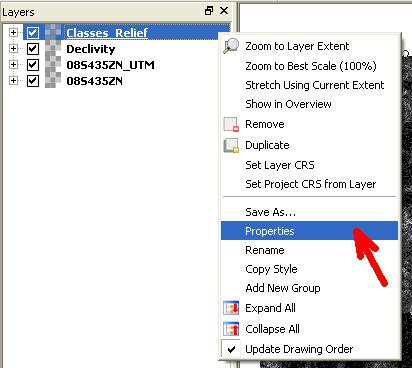 Layers
Classes_Relief
Declivity
08S435ZN_UTM
08S435ZN
Zoom to Layer Extent
Zoom to Best Scale (100%)
Stretch Using Current Extent
Show in Overview
Remove
Duplicate
Set Layer CRS
Set Project CRS from Layer
Save As...
Properties
Rename
Copy Style
Add New Group
Expand All
Collapse All
Update Drawing Order